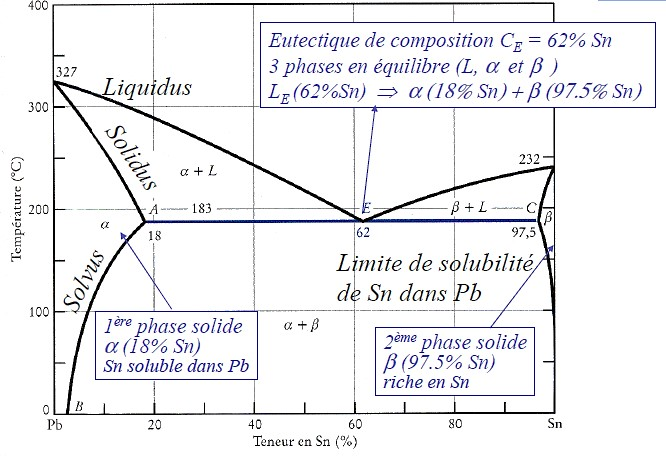 400
Eutectique de composition CE = 62% Sn
3 phases en équilibre (L, α et β )
LE (62%Sn) ⇒ α (18% Sn) + β (97.5% Sn)
327
Liquidus
300
Solidus
232
α + L
Température (°C)
200
A
183
E
β + L
C
β
α
18
62
97,5
Solvus
Limite de solubilité
de Sn dans Pb
100
1ère phase solide
α (18% Sn)
Sn soluble dans Pb
α + β
2ème phase solide
β (97.5% Sn)
riche en Sn
0
B
Pb
20
40
60
80
Sn
Teneur en Sn (%)